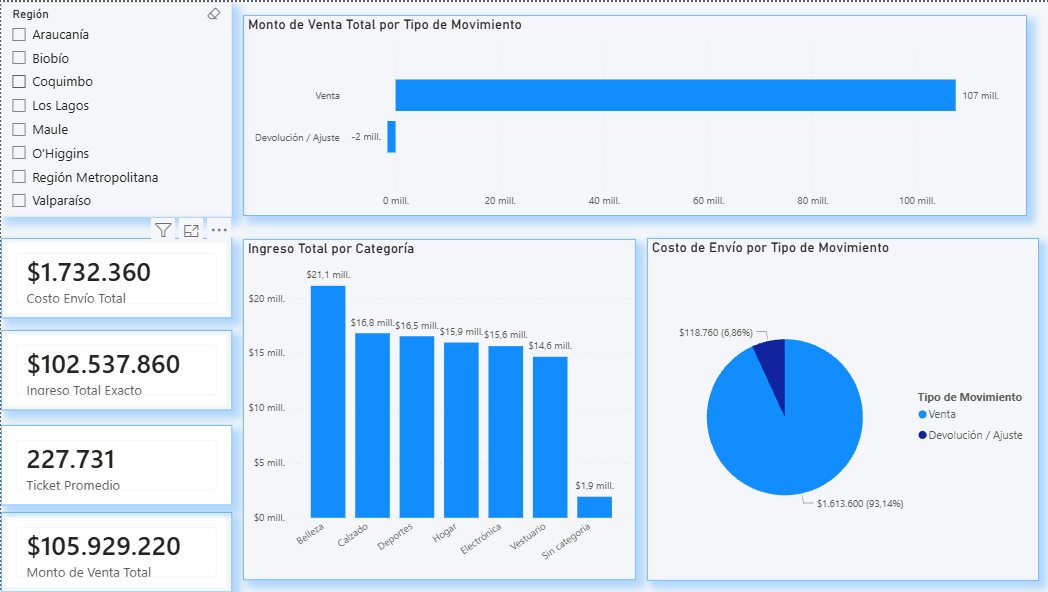 Región
Araucanía
Biobío
Coquimbo
Los Lagos
Maule
O'Higgins
Región Metropolitana
Valparaíso
$1.732.360
Costo Envío Total
$102.537.860
Ingreso Total Exacto
227.731
Ticket Promedio
$105.929.220
Monto de Venta Total
Monto de Venta Total por Tipo de Movimiento
Venta
107 mill.
Devolución / Ajuste
-2 mill.
0 mill.
20 mill.
40 mill.
60 mill.
80 mill.
100 mill.
Ingreso Total por Categoría
$20 mill.
$15 mill.
$10 mill.
$5 mill.
$0 mill.
$21,1 mill.
$16,8 mill.
$16,5 mill.
$15,9 mill.
$15,6 mill.
$14,6 mill.
$1,9 mill.
Belleza
Calzado
Deportes
Hogar
Electrónica
Vestuario
Sin categoría
Costo de Envío por Tipo de Movimiento
$118.760 (6,86%)
$1.613.600 (93,14%)
Tipo de Movimiento
Venta
Devolución / Ajuste